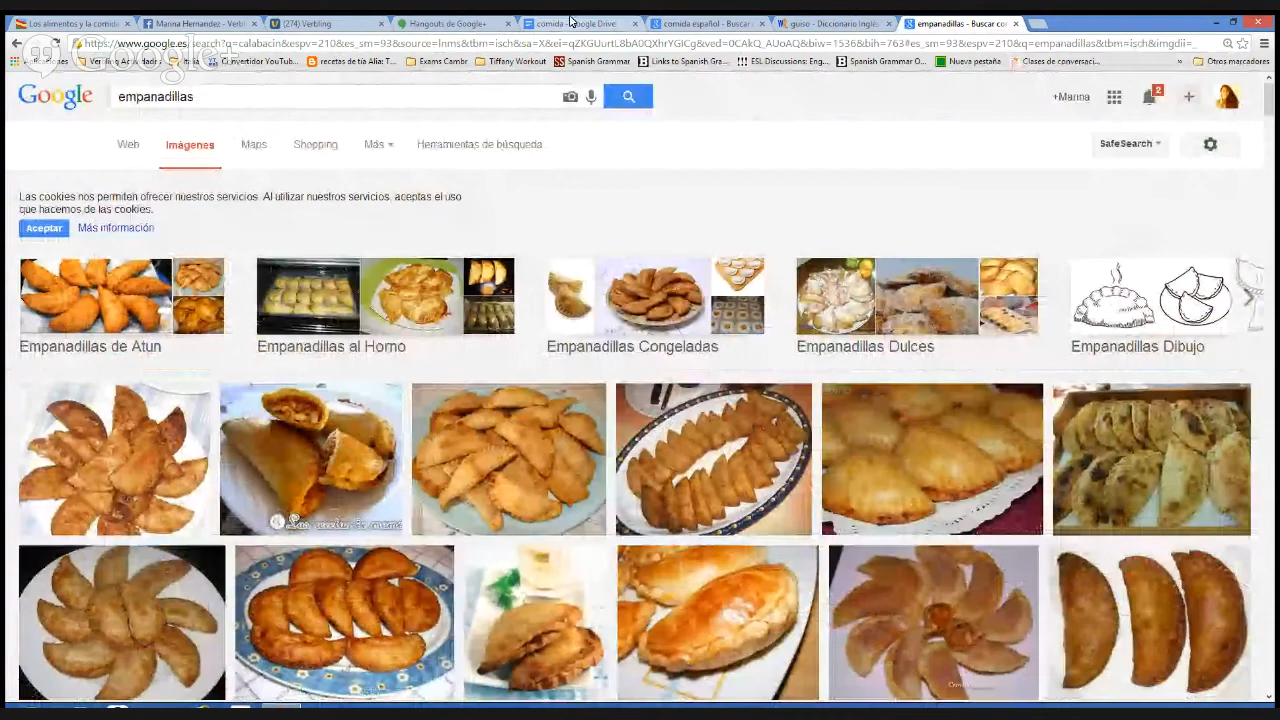 Los alimentos y la comida
Marina Hernandez - Verbli
(274) Verbling
Hangouts de Google+
comida - Google Drive
comida español - Buscar
guiso - Diccionario Inglés
empanadillas - Buscar co
Convertidor YouTub...
recetas de tía Alia: T...
Exams Cambr
Tiffany Workout
Spanish Grammar
Links to Spanish Gra...
ESL Discussions: Eng...
Spanish Grammar O...
Nueva pestaña
Clases de conversaci...
Otros marcadores
Google
empanadillas
+Marina
2
Web
Imágenes
Maps
Shopping
Más
Herramientas de búsqueda
SafeSearch
Las cookies nos permiten ofrecer nuestros servicios. Al utilizar nuestros servicios, aceptas el uso
que hacemos de las cookies.
Aceptar
Más información
Empanadillas de Atun
Empanadillas al Horno
Empanadillas Congeladas
Empanadillas Dulces
Empanadillas Dibujo